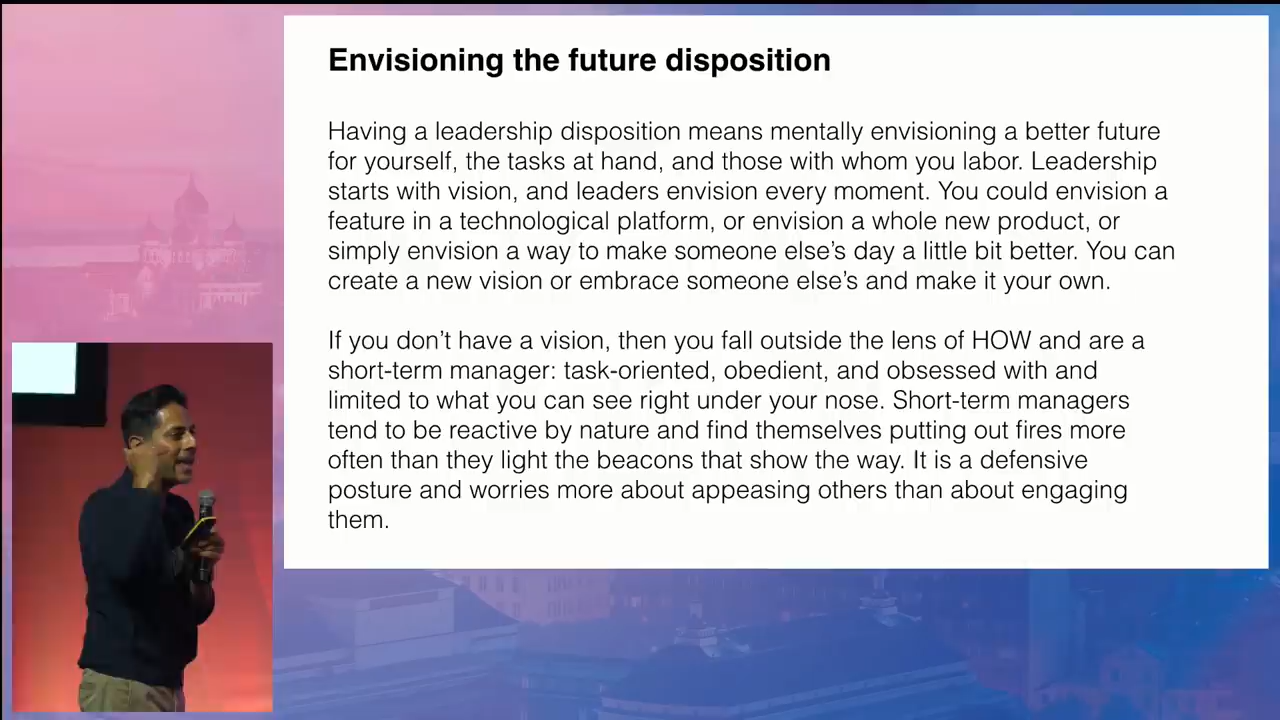 Envisioning the future disposition
Having a leadership disposition means mentally envisioning a better future
for yourself, the tasks at hand, and those with whom you labor. Leadership
starts with vision, and leaders envision every moment. You could envision a
feature in a technological platform, or envision a whole new product, or
simply envision a way to make someone else’s day a little bit better. You can
create a new vision or embrace someone else’s and make it your own.
If you don’t have a vision, then you fall outside the lens of HOW and are a
short-term manager: task-oriented, obedient, and obsessed with and
limited to what you can see right under your nose. Short-term managers
tend to be reactive by nature and find themselves putting out fires more
often than they light the beacons that show the way. It is a defensive
posture and worries more about appeasing others than about engaging
them.